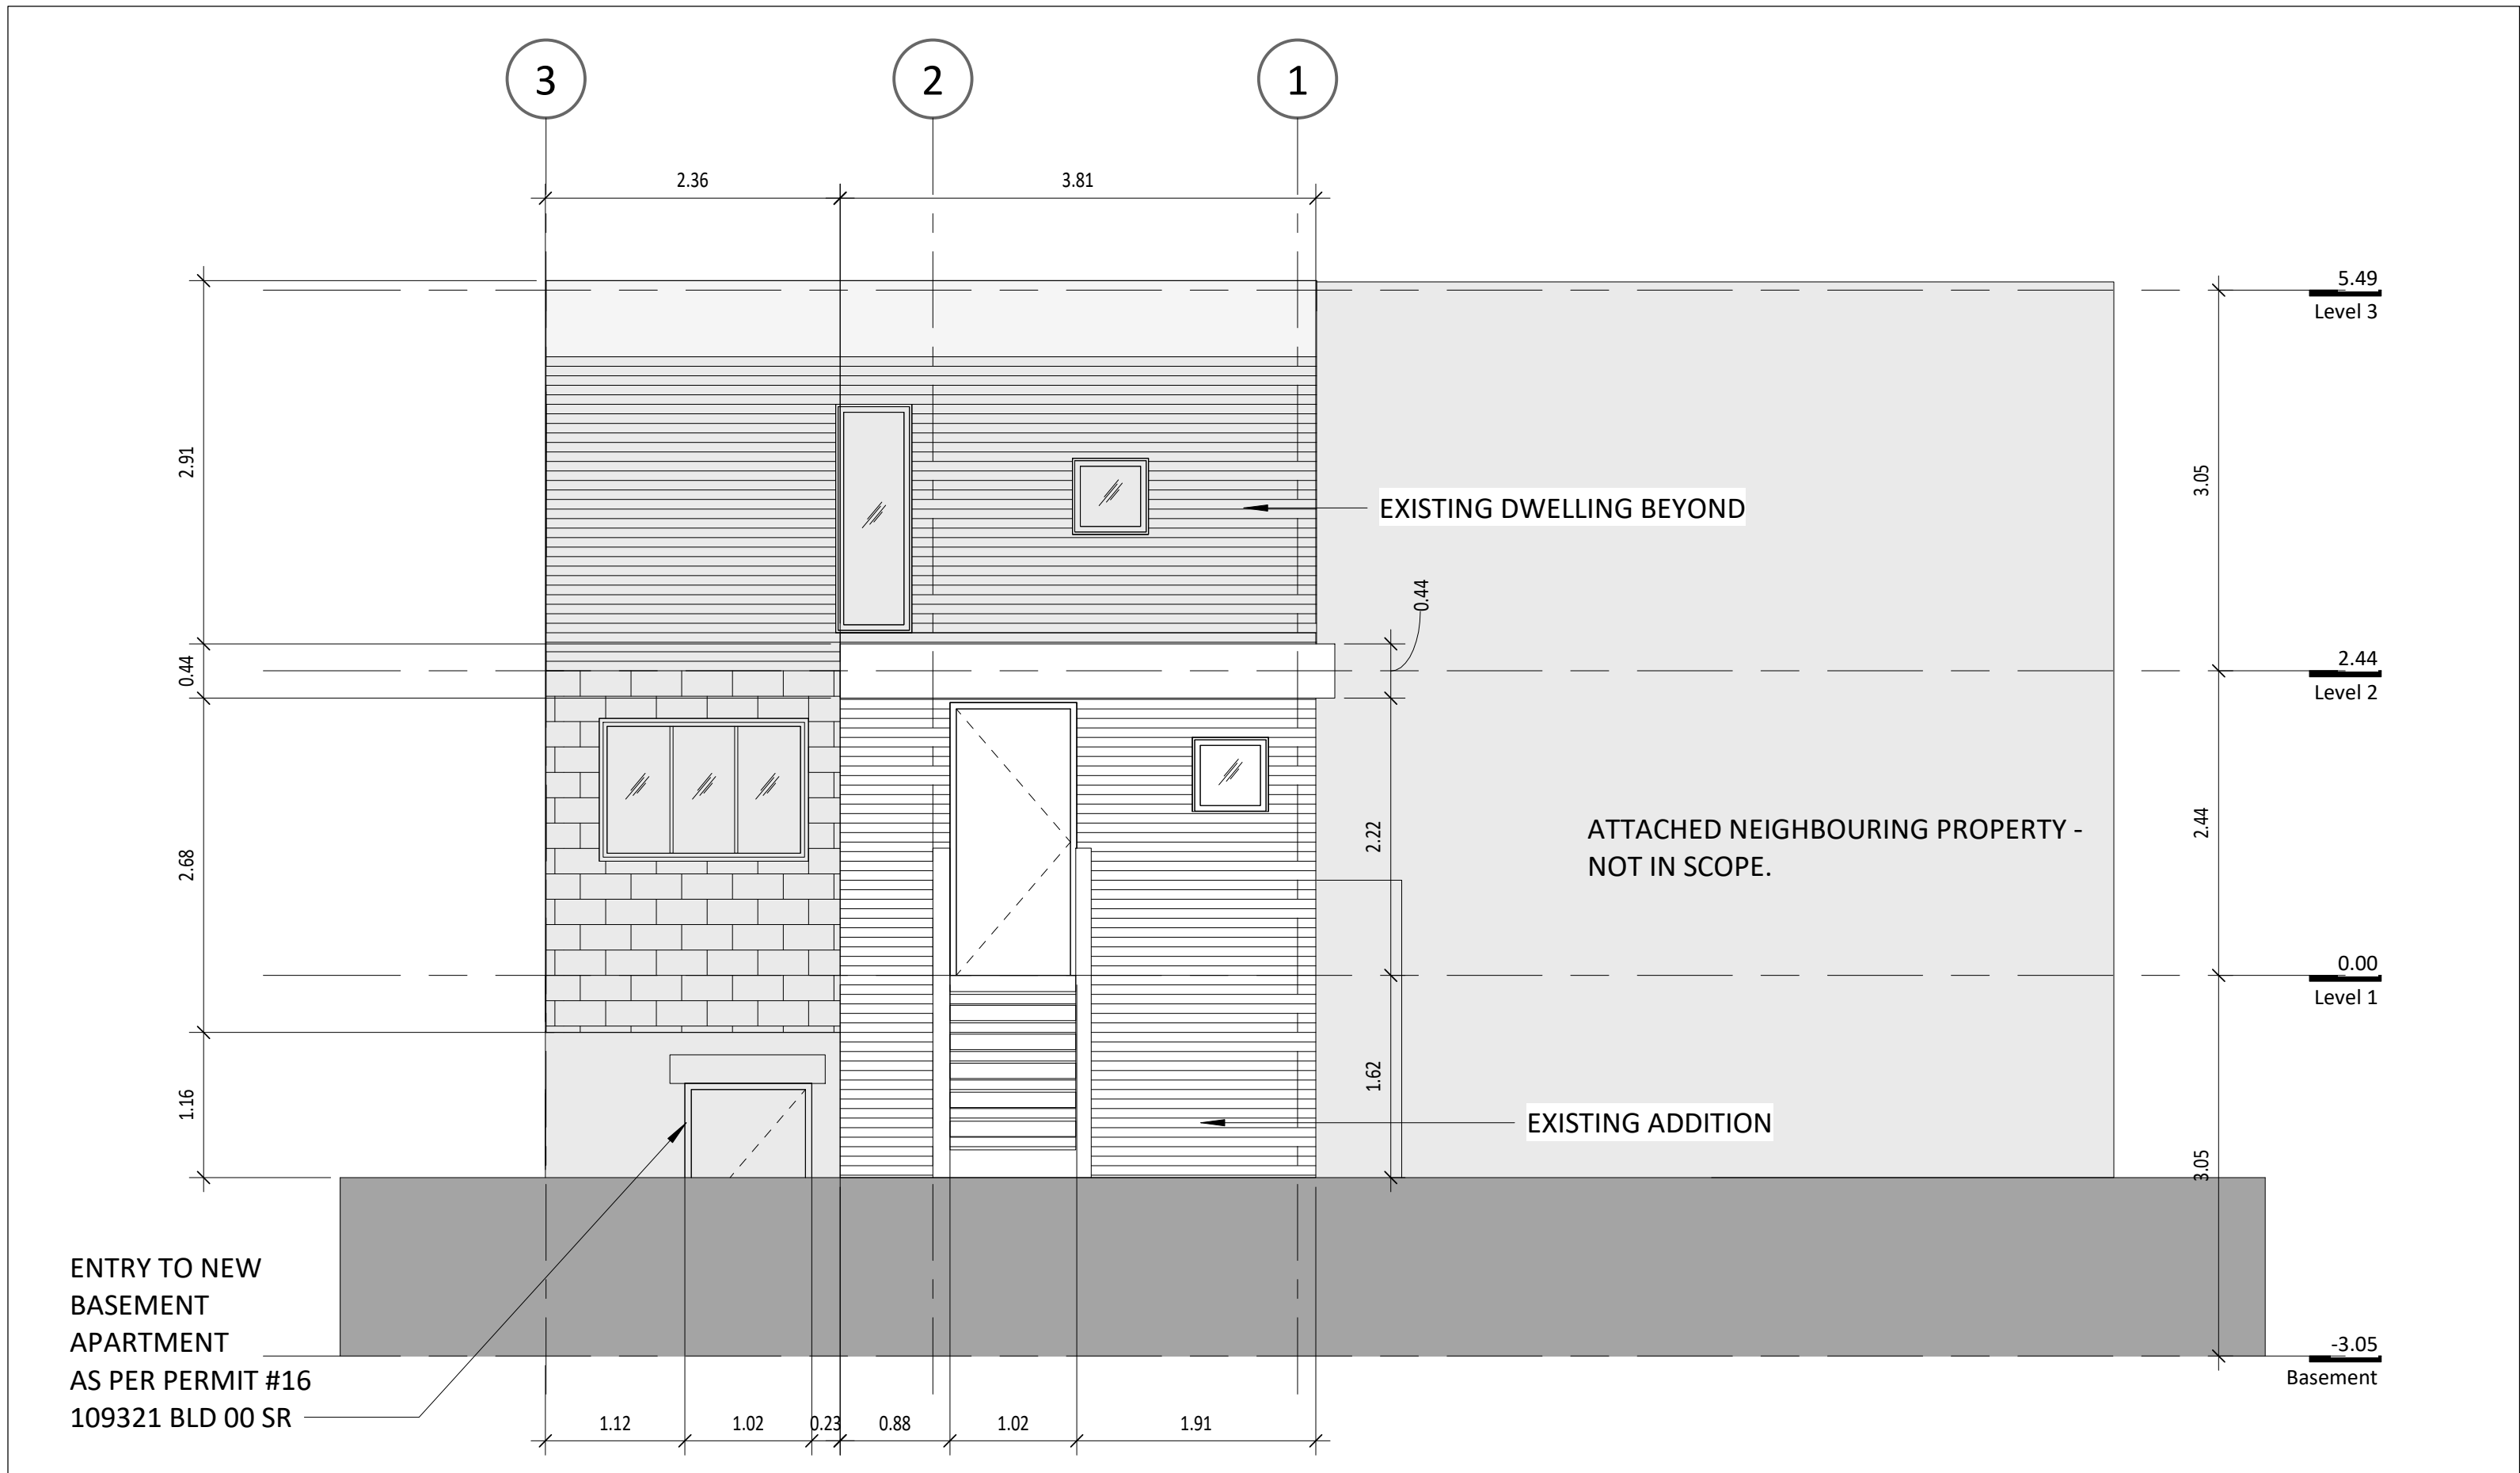 3
2
1
2.36
3.81
5.49
Level 3
2.91
3.05
EXISTING DWELLING BEYOND
0.44
0.44
2.44
Level 2
2.68
2.22
2.44
ATTACHED NEIGHBOURING PROPERTY -
NOT IN SCOPE.
0.00
Level 1
1.16
1.62
EXISTING ADDITION
3.05
ENTRY TO NEW
BASEMENT
APARTMENT
AS PER PERMIT #16
109321 BLD 00 SR
-3.05
Basement
1.12
1.02
0.23
0.88
1.02
1.91